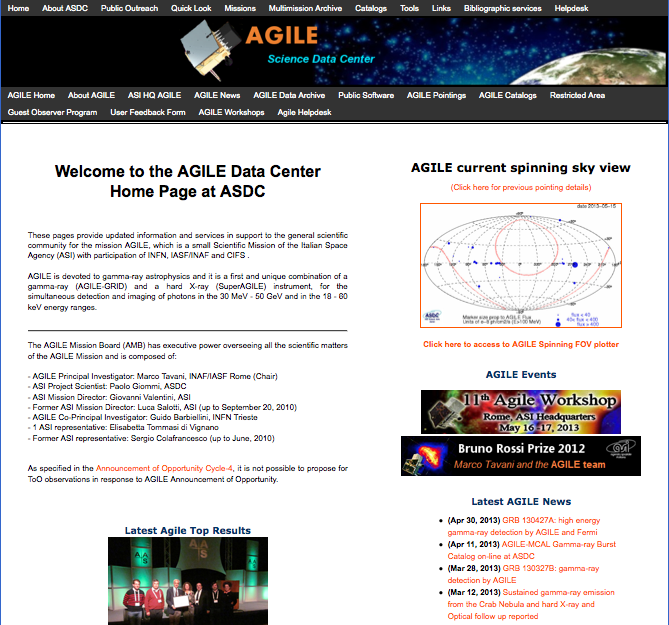 Home About ASDC Public Outreach Quick Look Missions Multimission Archive Catalogs Tools Links Bibliographic services Helpdesk
AGILE
Science Data Center
AGILE Home About AGILE ASI HQ AGILE AGILE News AGILE Data Archive Public Software AGILE Pointings AGILE Catalogs Restricted Area
Guest Observer Program User Feedback Form AGILE Workshops Agile Helpdesk
Welcome to the AGILE Data Center
Home Page at ASDC
These pages provide updated information and services in support to the general scientific
community for the mission AGILE, which is a small Scientific Mission of the Italian Space
Agency (ASI) with participation of INFN, IASF/INAF and CIFS .
AGILE is devoted to gamma-ray astrophysics and it is a first and unique combination of a
gamma-ray (AGILE-GRID) and a hard X-ray (SuperAGILE) instrument, for the
simultaneous detection and imaging of photons in the 30 MeV - 50 GeV and in the 18 - 60
keV energy ranges.
The AGILE Mission Board (AMB) has executive power overseeing all the scientific matters
of the AGILE Mission and is composed of:
- AGILE Principal Investigator: Marco Tavani, INAF/IASF Rome (Chair)
- ASI Project Scientist: Paolo Giommi, ASDC
- ASI Mission Director: Giovanni Valentini, ASI
- Former ASI Mission Director: Luca Salotti, ASI (up to September 20, 2010)
- AGILE Co-Principal Investigator: Guido Barbiellini, INFN Trieste
- 1 ASI representative: Elisabetta Tommasi di Vignano
- Former ASI representative: Sergio Colafrancesco (up to June, 2010)
As specified in the Announcement of Opportunity Cycle-4, it is not possible to propose for
ToO observations in response to AGILE Announcement of Opportunity.
Latest Agile Top Results
AGILE current spinning sky view
(Click here for previous pointing details)
date 2013-05-15
ASDC
Marker size prop to AGILE Flux
Units of e-8 ph/cm2/s (E>100 MeV)
flux < 40
40< flux < 400
flux > 400
Click here to access to AGILE Spinning FOV plotter
AGILE Events
11th Agile Workshop
Rome, ASI Headquarters
May 16-17, 2013
Bruno Rossi Prize 2012
Marco Tavani and the AGILE team
asi
Latest AGILE News
(Apr 30, 2013) GRB 130427A: high energy
gamma-ray detection by AGILE and Fermi
(Apr 11, 2013) AGILE-MCAL Gamma-ray Burst
Catalog on-line at ASDC
(Mar 28, 2013) GRB 130327B: gamma-ray
detection by AGILE
(Mar 12, 2013) Sustained gamma-ray emission
from the Crab Nebula and hard X-ray and
Optical follow up reported